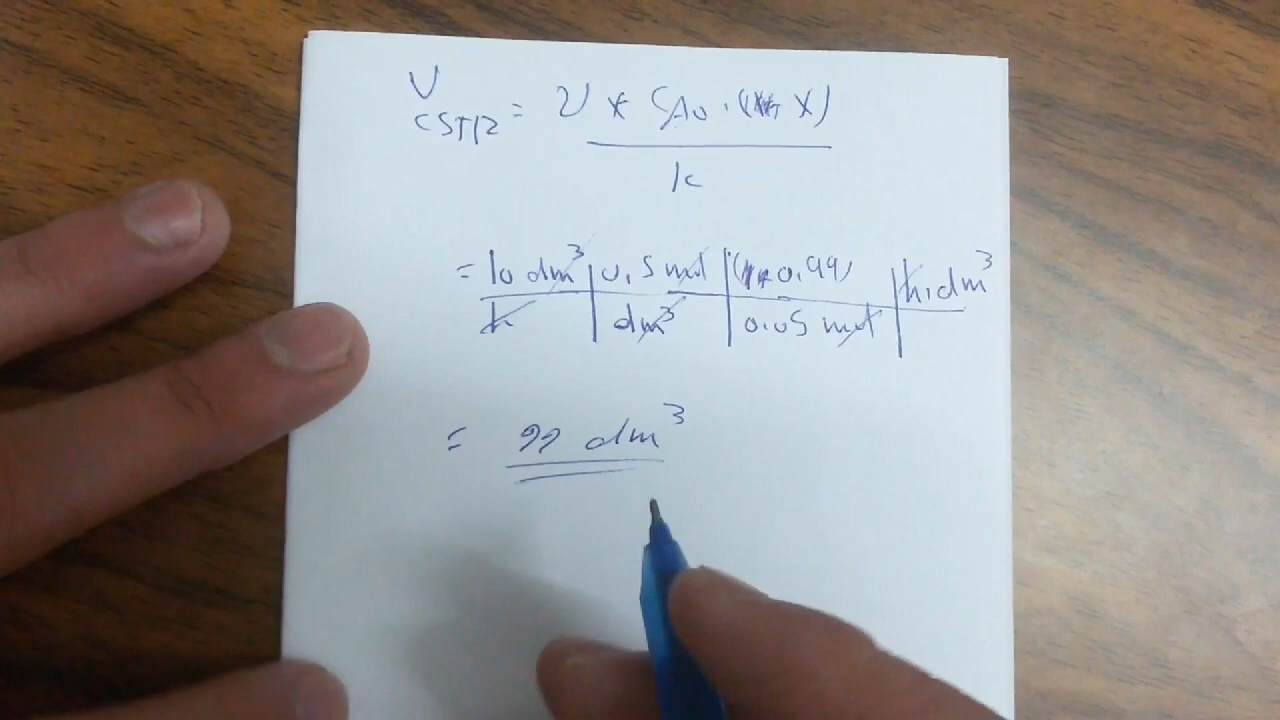 V
CSTR = υ * CA0 · ( X)
k
= 10 dm³ | 0.5 mol | ( 0.99) | h · dm³
h | dm³ | 0.05 mol
= 99 dm³